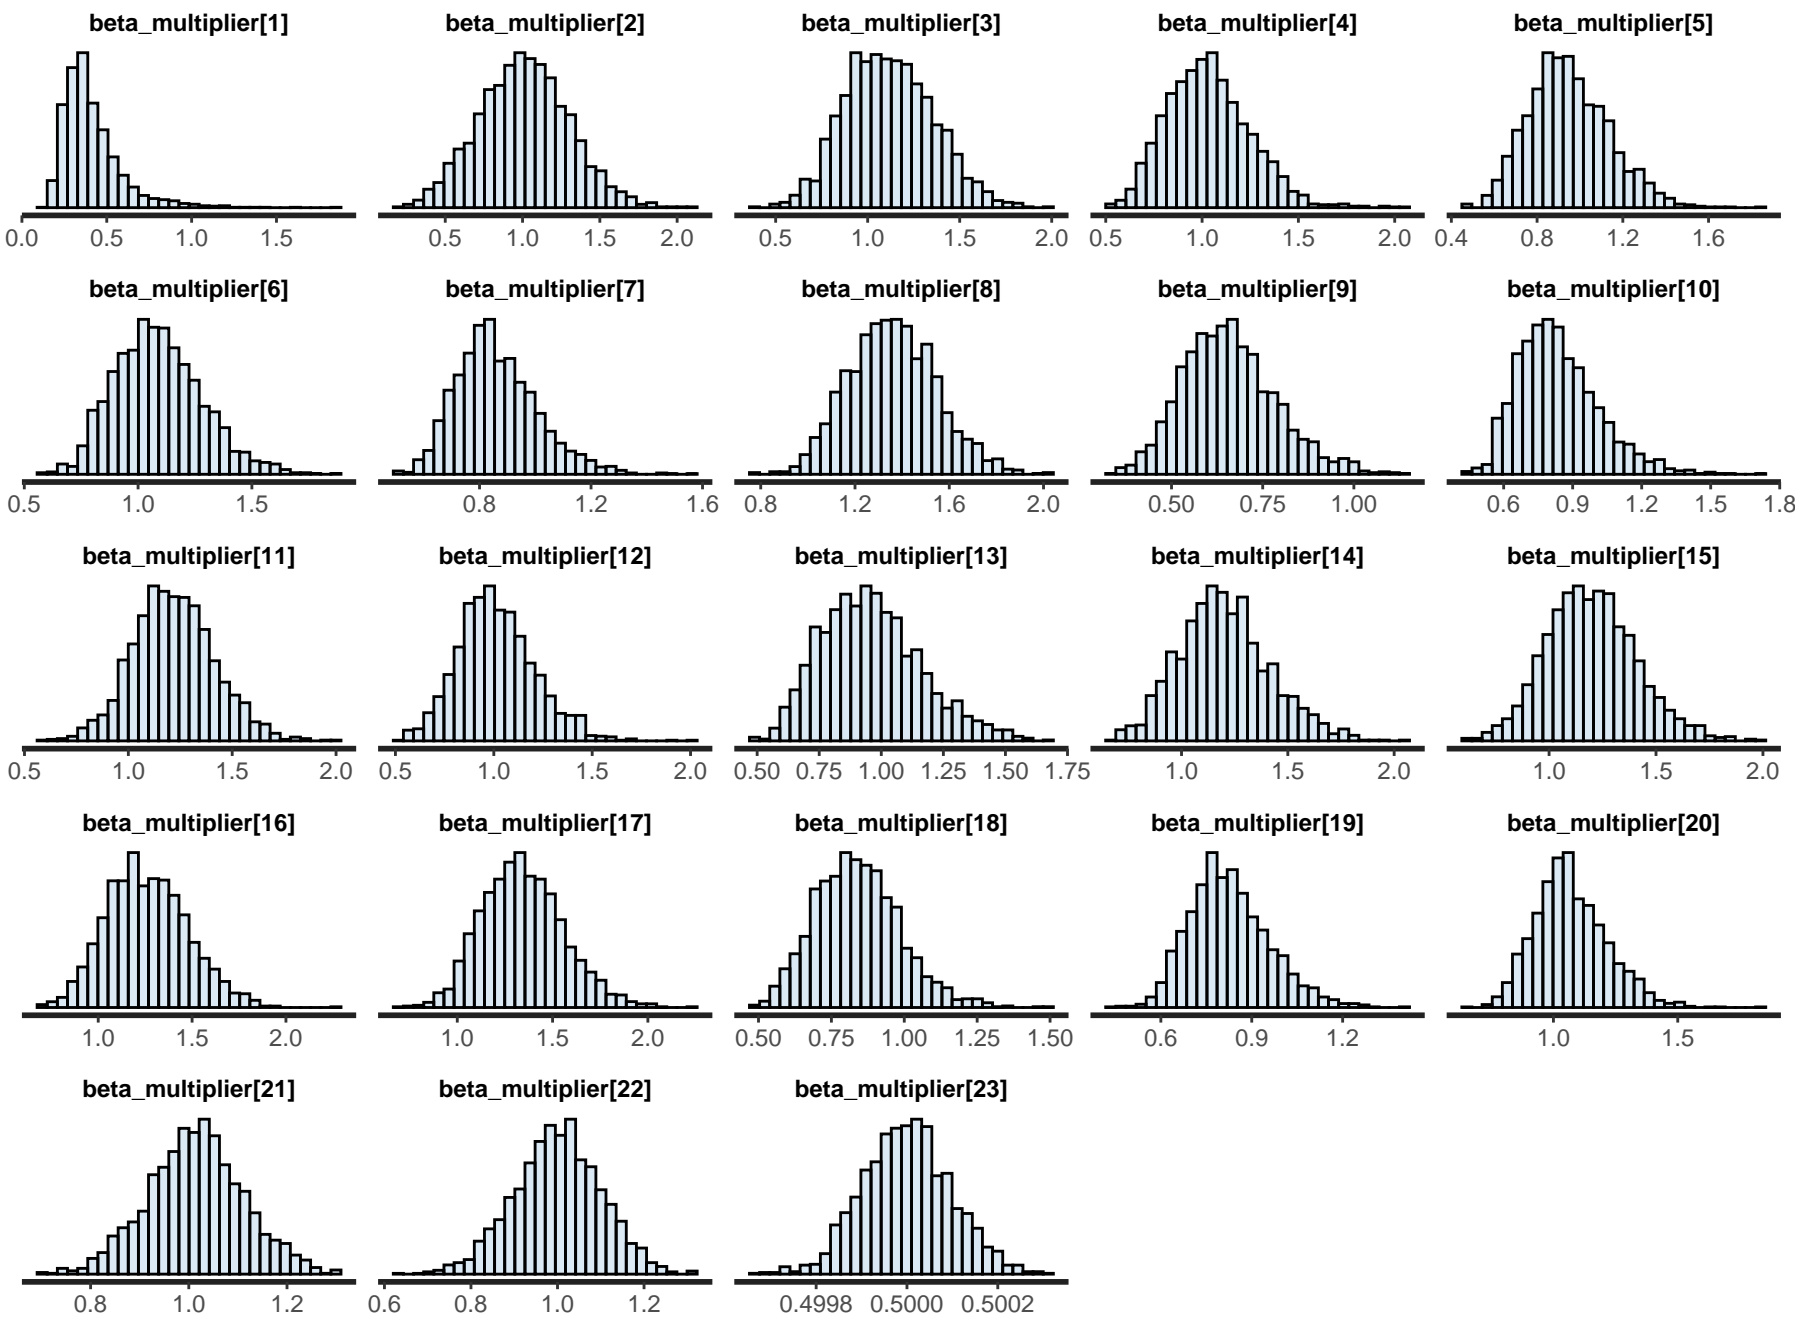 beta_multiplier[1] beta_multiplier[2] beta_multiplier[3] beta_multiplier[4] beta_multiplier[5]
0.0 0.5 1.0 1.5 0.5 1.0 1.5 2.0 0.5 1.0 1.5 2.0 0.5 1.0 1.5 2.0 0.4 0.8 1.2 1.6
beta_multiplier[6] beta_multiplier[7] beta_multiplier[8] beta_multiplier[9] beta_multiplier[10]
0.5 1.0 1.5 0.8 1.2 1.6 0.8 1.2 1.6 2.0 0.50 0.75 1.00 0.6 0.9 1.2 1.5 1.8
beta_multiplier[11] beta_multiplier[12] beta_multiplier[13] beta_multiplier[14] beta_multiplier[15]
0.5 1.0 1.5 2.0 0.5 1.0 1.5 2.0 0.50 0.75 1.00 1.25 1.50 1.75 1.0 1.5 2.0 1.0 1.5 2.0
beta_multiplier[16] beta_multiplier[17] beta_multiplier[18] beta_multiplier[19] beta_multiplier[20]
1.0 1.5 2.0 1.0 1.5 2.0 0.50 0.75 1.00 1.25 1.50 0.6 0.9 1.2 1.0 1.5
beta_multiplier[21] beta_multiplier[22] beta_multiplier[23]
0.8 1.0 1.2 0.6 0.8 1.0 1.2 0.4998 0.5000 0.5002